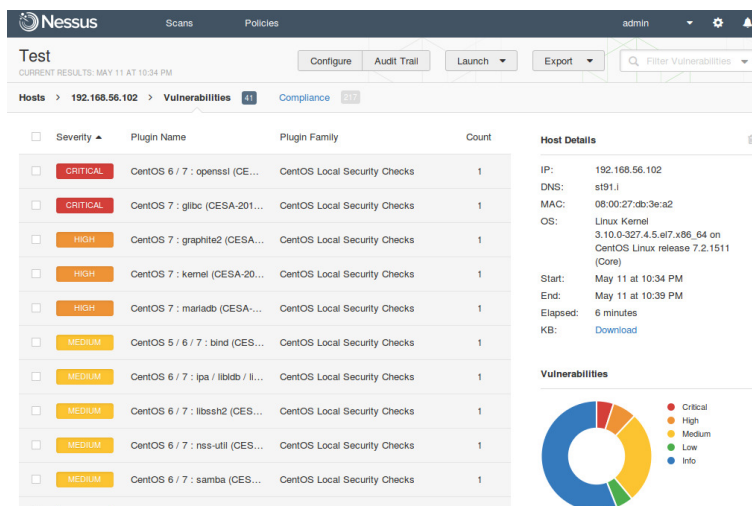 Nessus Scans Policies admin
Test
CURRENT RESULTS: MAY 11 AT 10:34 PM
Configure Audit Trail Launch Export Filter Vulnerabilities
Hosts > 192.168.56.102 > Vulnerabilities 41 Compliance 217
Severity Plugin Name Plugin Family Count
CRITICAL CentOS 6 / 7 : openssl (CE... CentOS Local Security Checks 1
CRITICAL CentOS 7 : glibc (CESA-201... CentOS Local Security Checks 1
HIGH CentOS 7 : graphite2 (CESA... CentOS Local Security Checks 1
HIGH CentOS 7 : kernel (CESA-20... CentOS Local Security Checks 1
HIGH CentOS 7 : mariadb (CESA-... CentOS Local Security Checks 1
MEDIUM CentOS 5 / 6 / 7 : bind (CES... CentOS Local Security Checks 1
MEDIUM CentOS 6 / 7 : ipa / libldb / li... CentOS Local Security Checks 1
MEDIUM CentOS 6 / 7 : libssh2 (CES... CentOS Local Security Checks 1
MEDIUM CentOS 6 / 7 : nss-util (CES... CentOS Local Security Checks 1
MEDIUM CentOS 6 / 7 : samba (CES... CentOS Local Security Checks 1
Host Details
IP: 192.168.56.102
DNS: st91.i
MAC: 08:00:27:db:3e:a2
OS: Linux Kernel
3.10.0-327.4.5.el7.x86_64 on
CentOS Linux release 7.2.1511
(Core)
Start: May 11 at 10:34 PM
End: May 11 at 10:39 PM
Elapsed: 6 minutes
KB: Download
Vulnerabilities
Critical
High
Medium
Low
Info